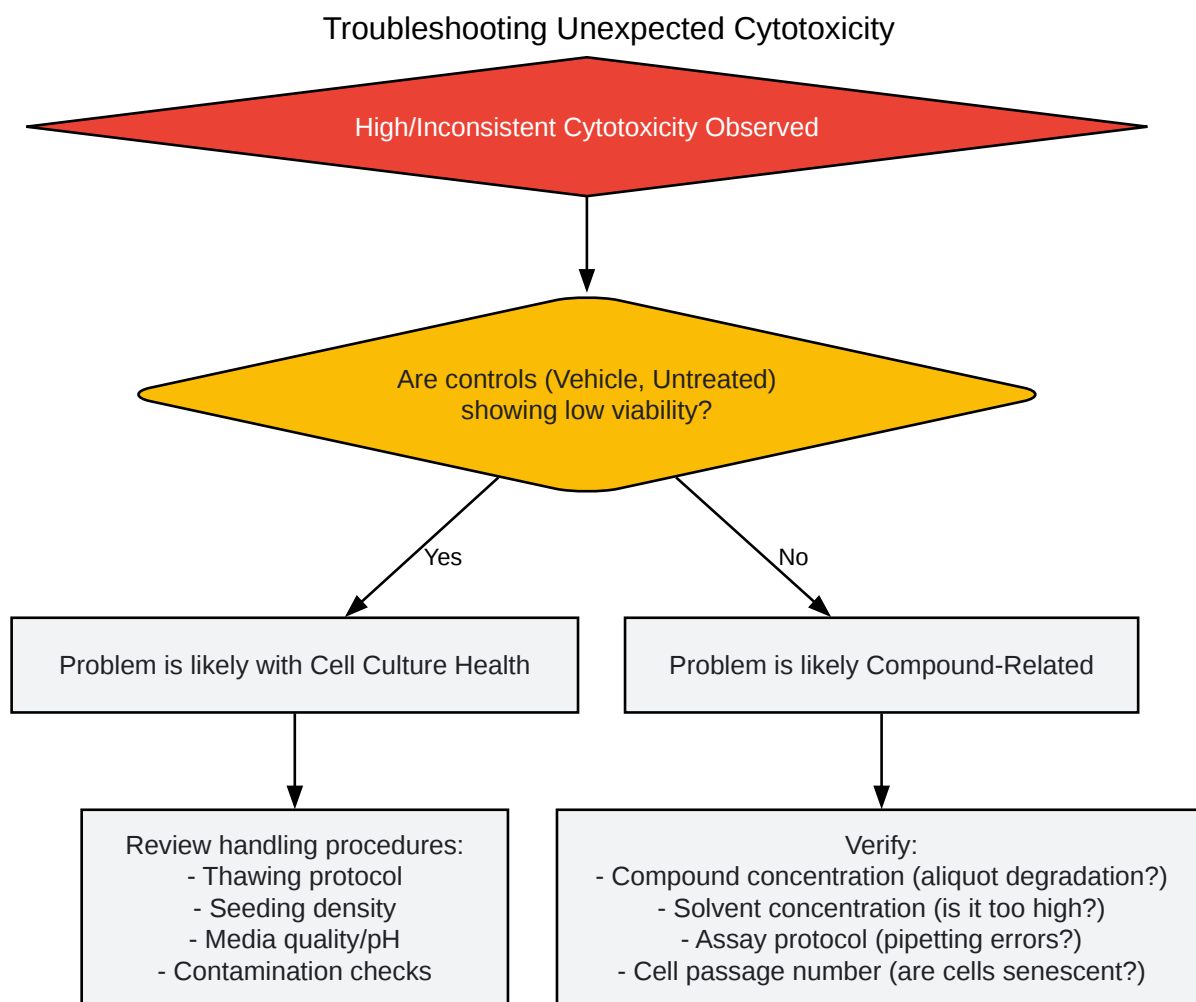 Troubleshooting Unexpected Cytotoxicity
High/Inconsistent Cytotoxicity Observed
Are controls (Vehicle, Untreated)
showing low viability?
Yes
No
Problem is likely with Cell Culture Health
Problem is likely Compound-Related
Review handling procedures:
- Thawing protocol
- Seeding density
- Media quality/pH
- Contamination checks
Verify:
- Compound concentration (aliquot degradation?)
- Solvent concentration (is it too high?)
- Assay protocol (pipetting errors?)
- Cell passage number (are cells senescent?)